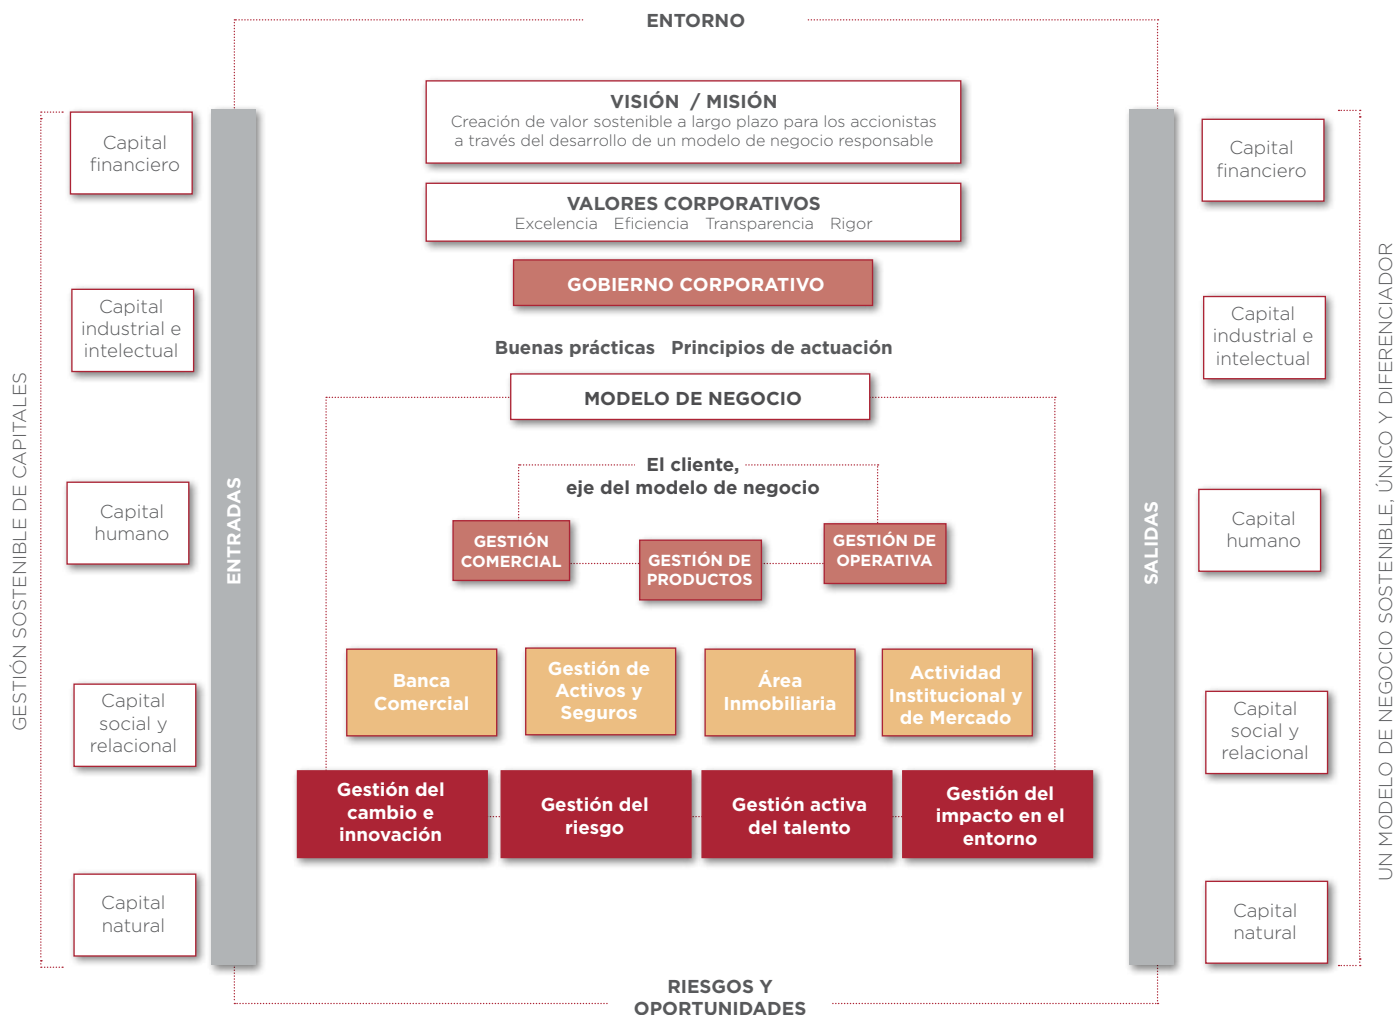 ENTORNO
GESTIÓN SOSTENIBLE DE CAPITALES
Capital
financiero
Capital
industrial e
intelectual
Capital
humano
Capital
social y
relacional
Capital
natural
ENTRADAS
VISIÓN / MISIÓN
Creación de valor sostenible a largo plazo para los accionistas
a través del desarrollo de un modelo de negocio responsable
VALORES CORPORATIVOS
Excelencia Eficiencia Transparencia Rigor
GOBIERNO CORPORATIVO
Buenas prácticas Principios de actuación
MODELO DE NEGOCIO
El cliente,
eje del modelo de negocio
GESTIÓN
COMERCIAL
GESTIÓN DE
PRODUCTOS
GESTIÓN DE
OPERATIVA
Banca
Comercial
Gestión de
Activos y
Seguros
Área
Inmobiliaria
Actividad
Institucional y
de Mercado
Gestión del
cambio e
innovación
Gestión del
riesgo
Gestión activa
del talento
Gestión del
impacto en el
entorno
SALIDAS
Capital
financiero
Capital
industrial e
intelectual
Capital
humano
Capital
social y
relacional
Capital
natural
UN MODELO DE NEGOCIO SOSTENIBLE, ÚNICO Y DIFERENCIADOR
RIESGOS Y
OPORTUNIDADES